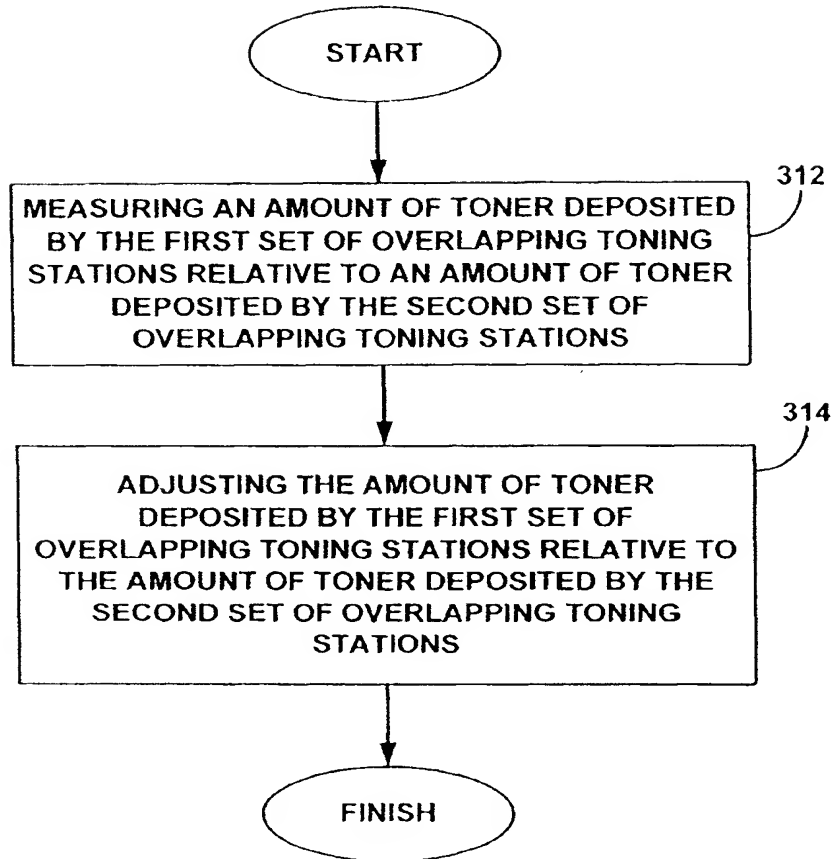 START
312
MEASURING AN AMOUNT OF TONER DEPOSITED
BY THE FIRST SET OF OVERLAPPING TONING
STATIONS RELATIVE TO AN AMOUNT OF TONER
DEPOSITED BY THE SECOND SET OF
OVERLAPPING TONING STATIONS
314
ADJUSTING THE AMOUNT OF TONER
DEPOSITED BY THE FIRST SET OF
OVERLAPPING TONING STATIONS RELATIVE TO
THE AMOUNT OF TONER DEPOSITED BY THE
SECOND SET OF OVERLAPPING TONING
STATIONS
FINISH